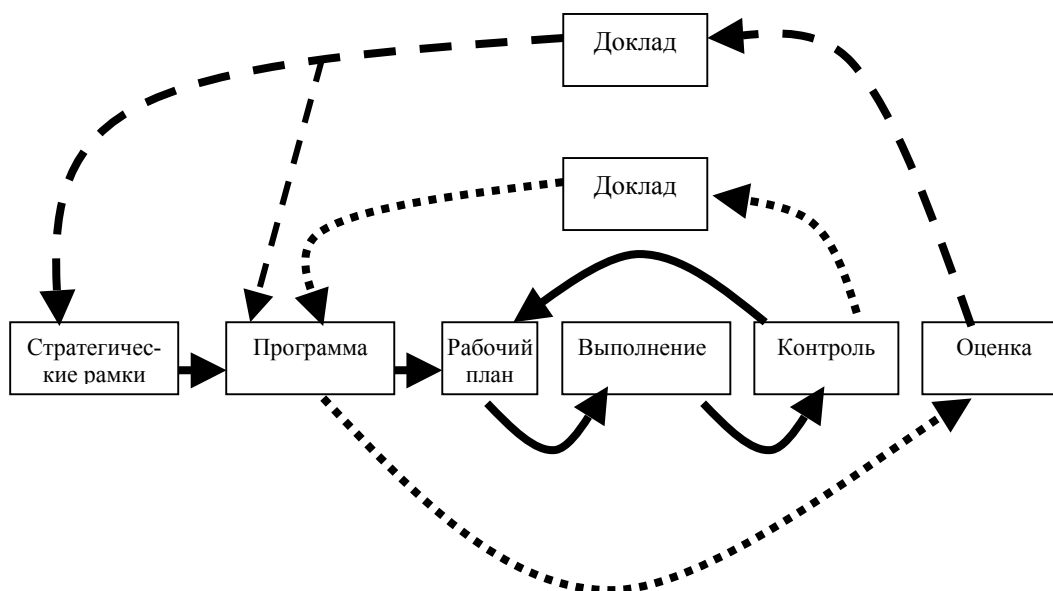 Доклад
Доклад
Стратегичес-
кие рамки
Программа
Рабочий
план
Выполнение
Контроль
Оценка